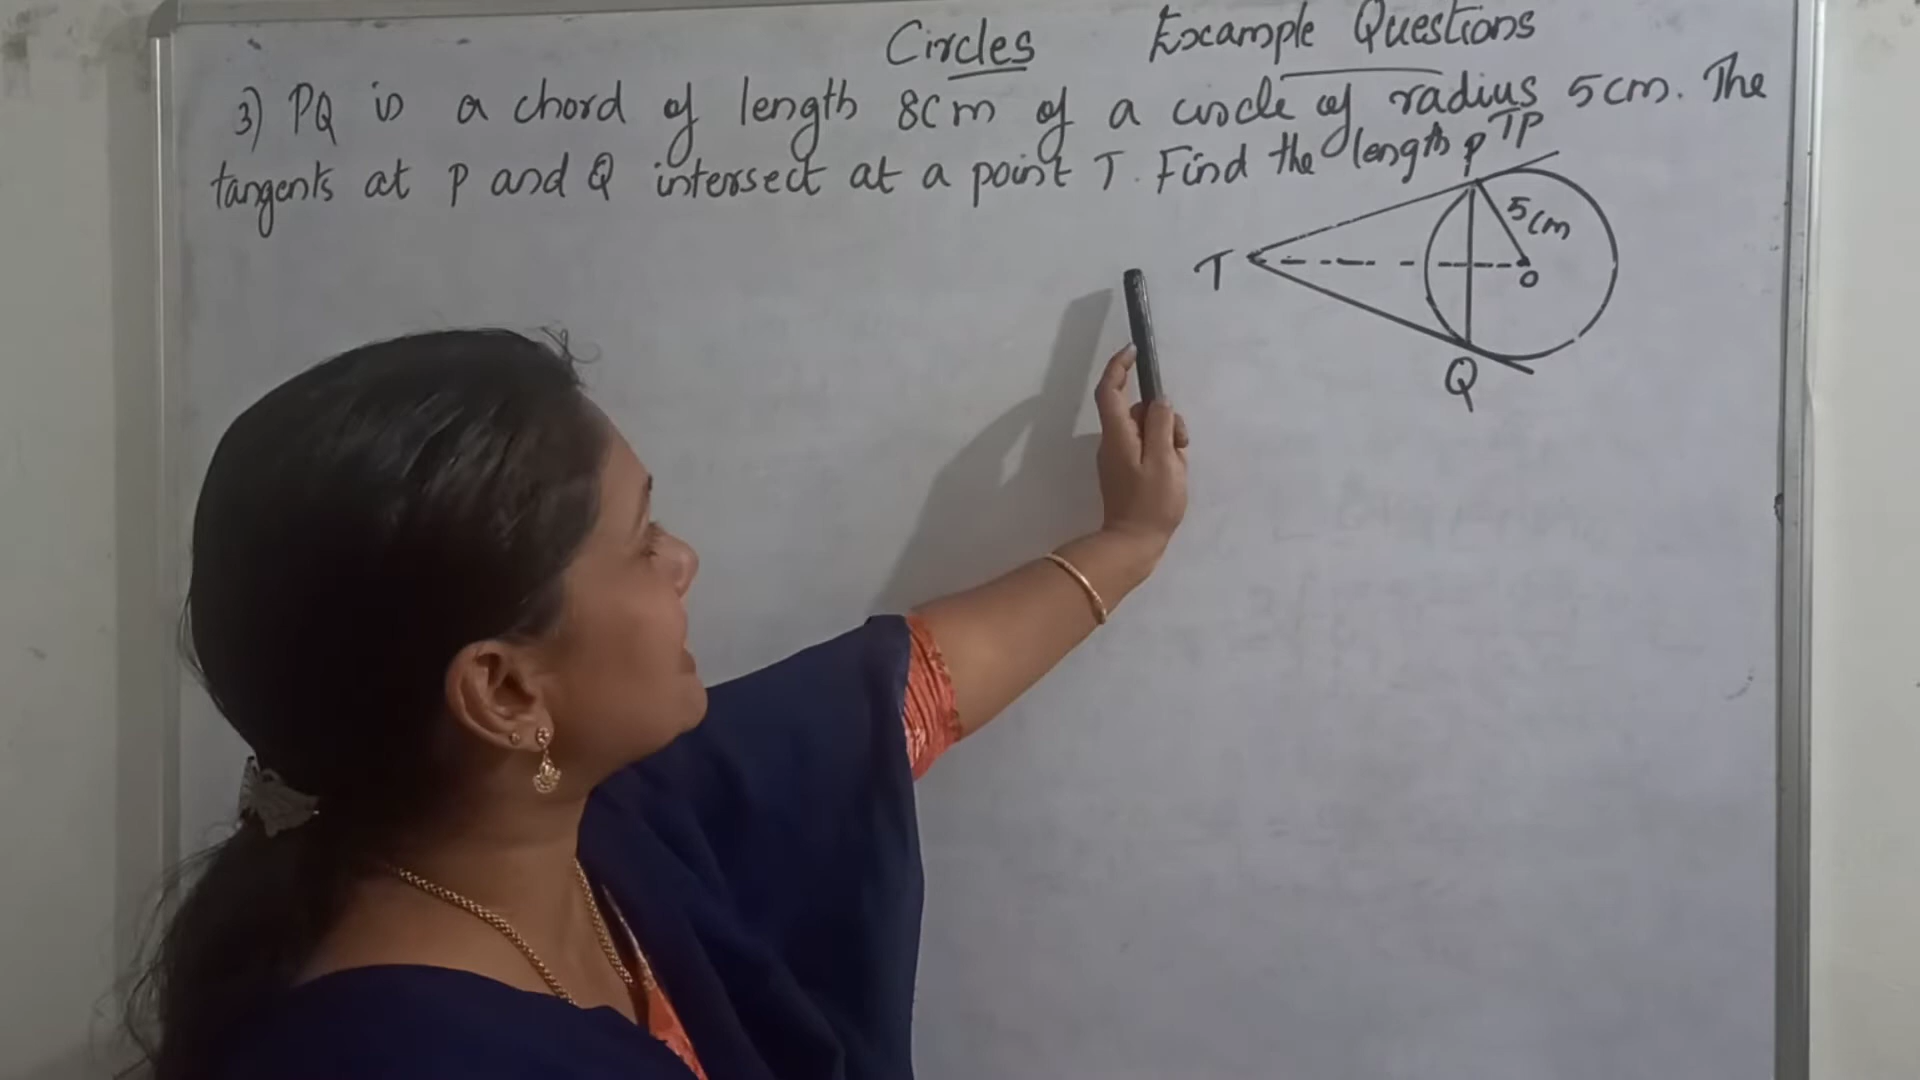 Circles Example Questions
3) PQ is a chord of length 8cm of a circle of radius 5cm. The
tangents at P and Q intersect at a point T. Find the length TP
P
5cm
T
O
Q